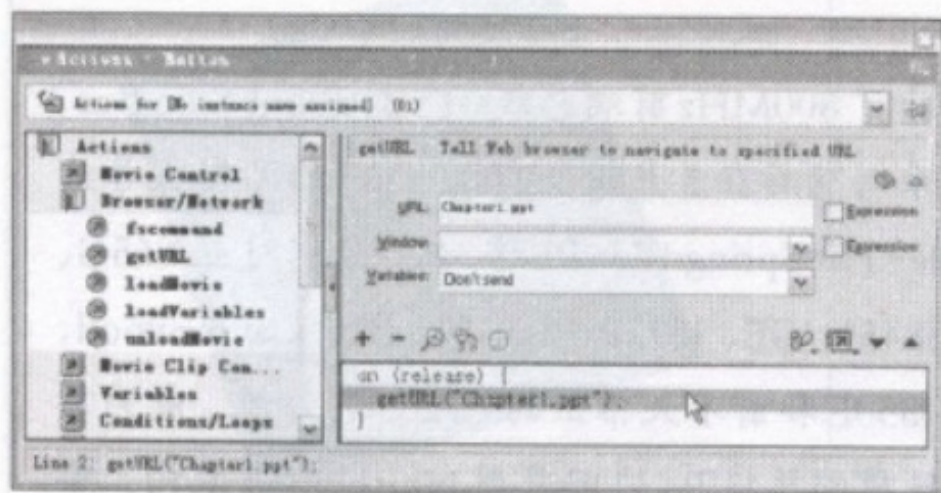 Actions - Button
Actions for [No instance name assigned] (01)
Actions
Movie Control
Browser/Network
fscommand
getURL
loadMovie
loadVariables
unloadMovie
Movie Clip Con...
Variables
Conditions/Loops
getURL : Tell Web browser to navigate to specified URL
URL: Chapter1.ppt
Expression
Window:
Expression
Variables: Don't send
on (release) {
getURL("Chapter1.ppt");
}
Line 2: getURL("Chapter1.ppt");